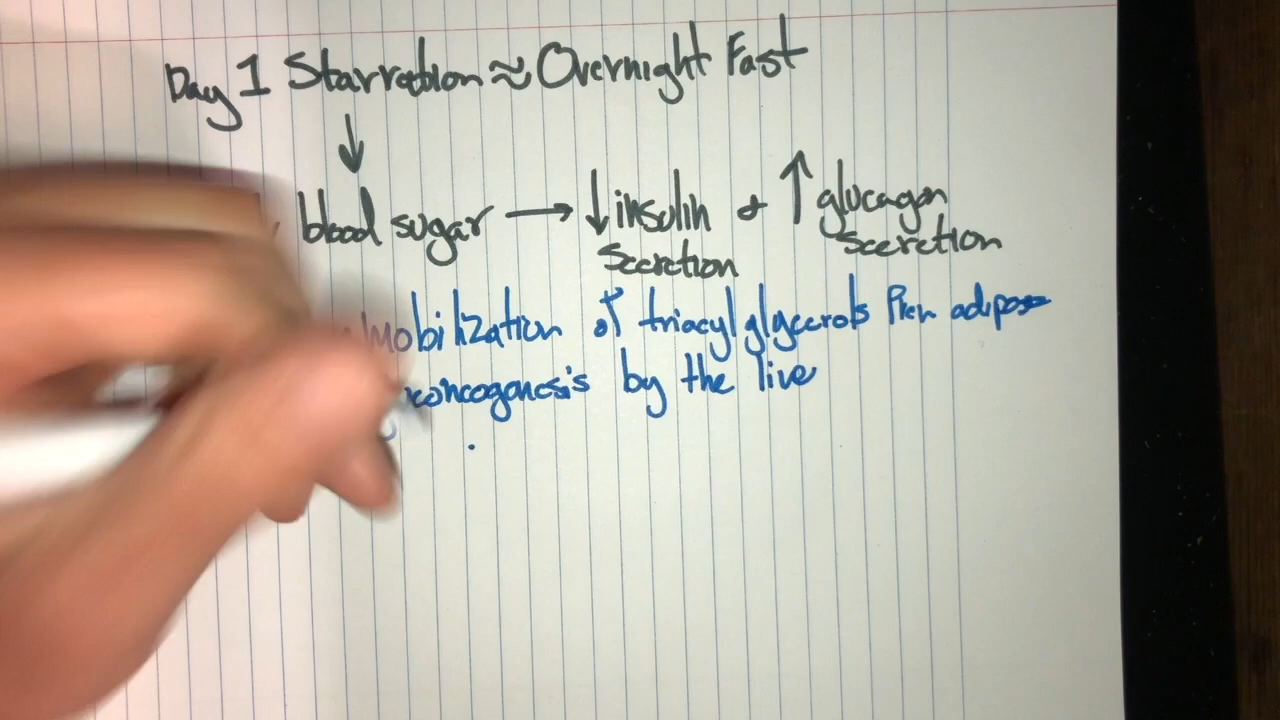 Day 1 Starvation ≈ Overnight Fast
↓
blood sugar → ↓ insulin & ↑ glucagon
secretion secretion
Mobilization of triacylglycerols from adipose
by the live